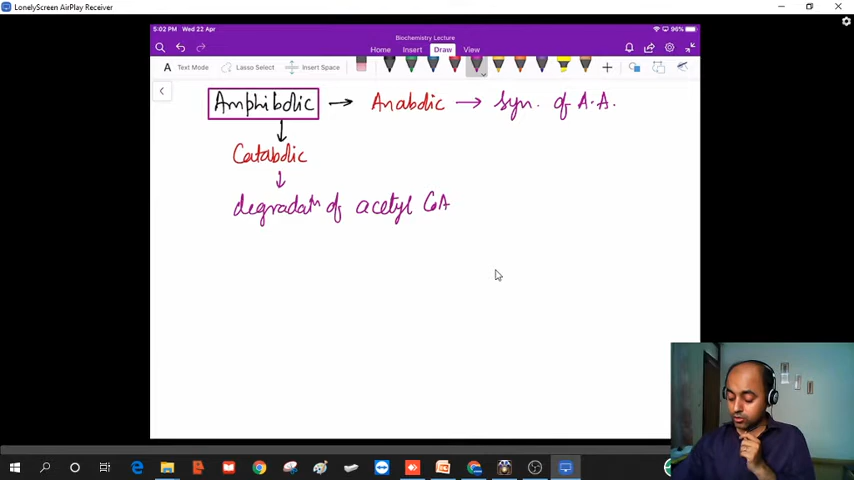 LonelyScreen AirPlay Receiver
5:02 PM Wed 22 Apr
96%
Biochemistry Lecture
Home Insert Draw View
A Text Mode Lasso Select Insert Space
Amphibolic → Anabolic → Syn. of A.A.
↓
Catabolic
↓
degradatn of acetyl CoA